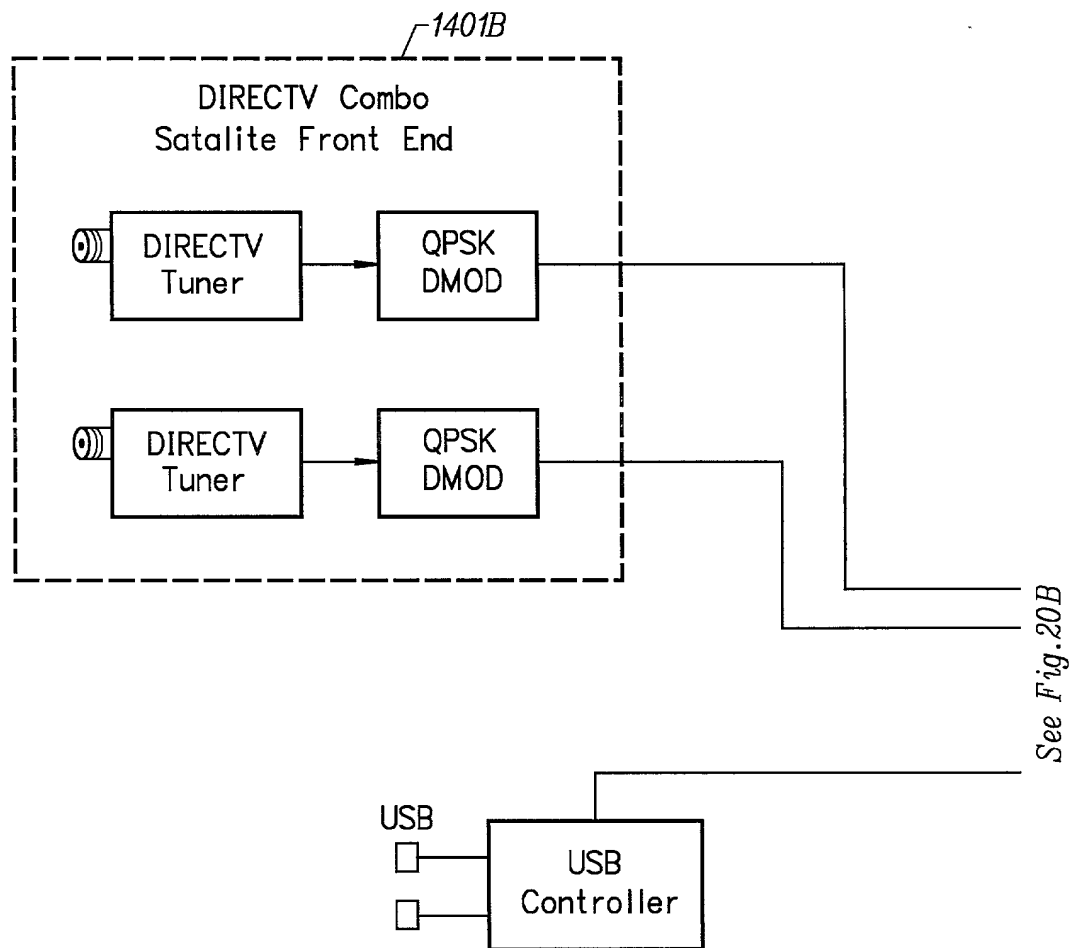 1401B
DIRECTV Combo
Satalite Front End
DIRECTV
Tuner
QPSK
DMOD
DIRECTV
Tuner
QPSK
DMOD
See Fig.20B
USB
USB
Controller